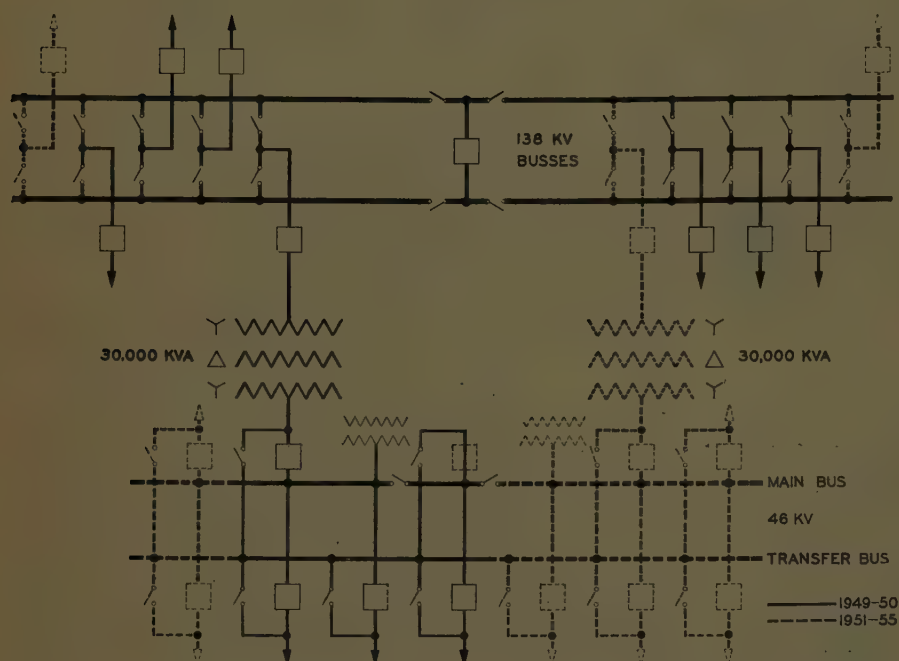 138 KV
BUSSES
30,000 KVA
30,000 KVA
MAIN BUS
46 KV
TRANSFER BUS
1949-50
1951-55